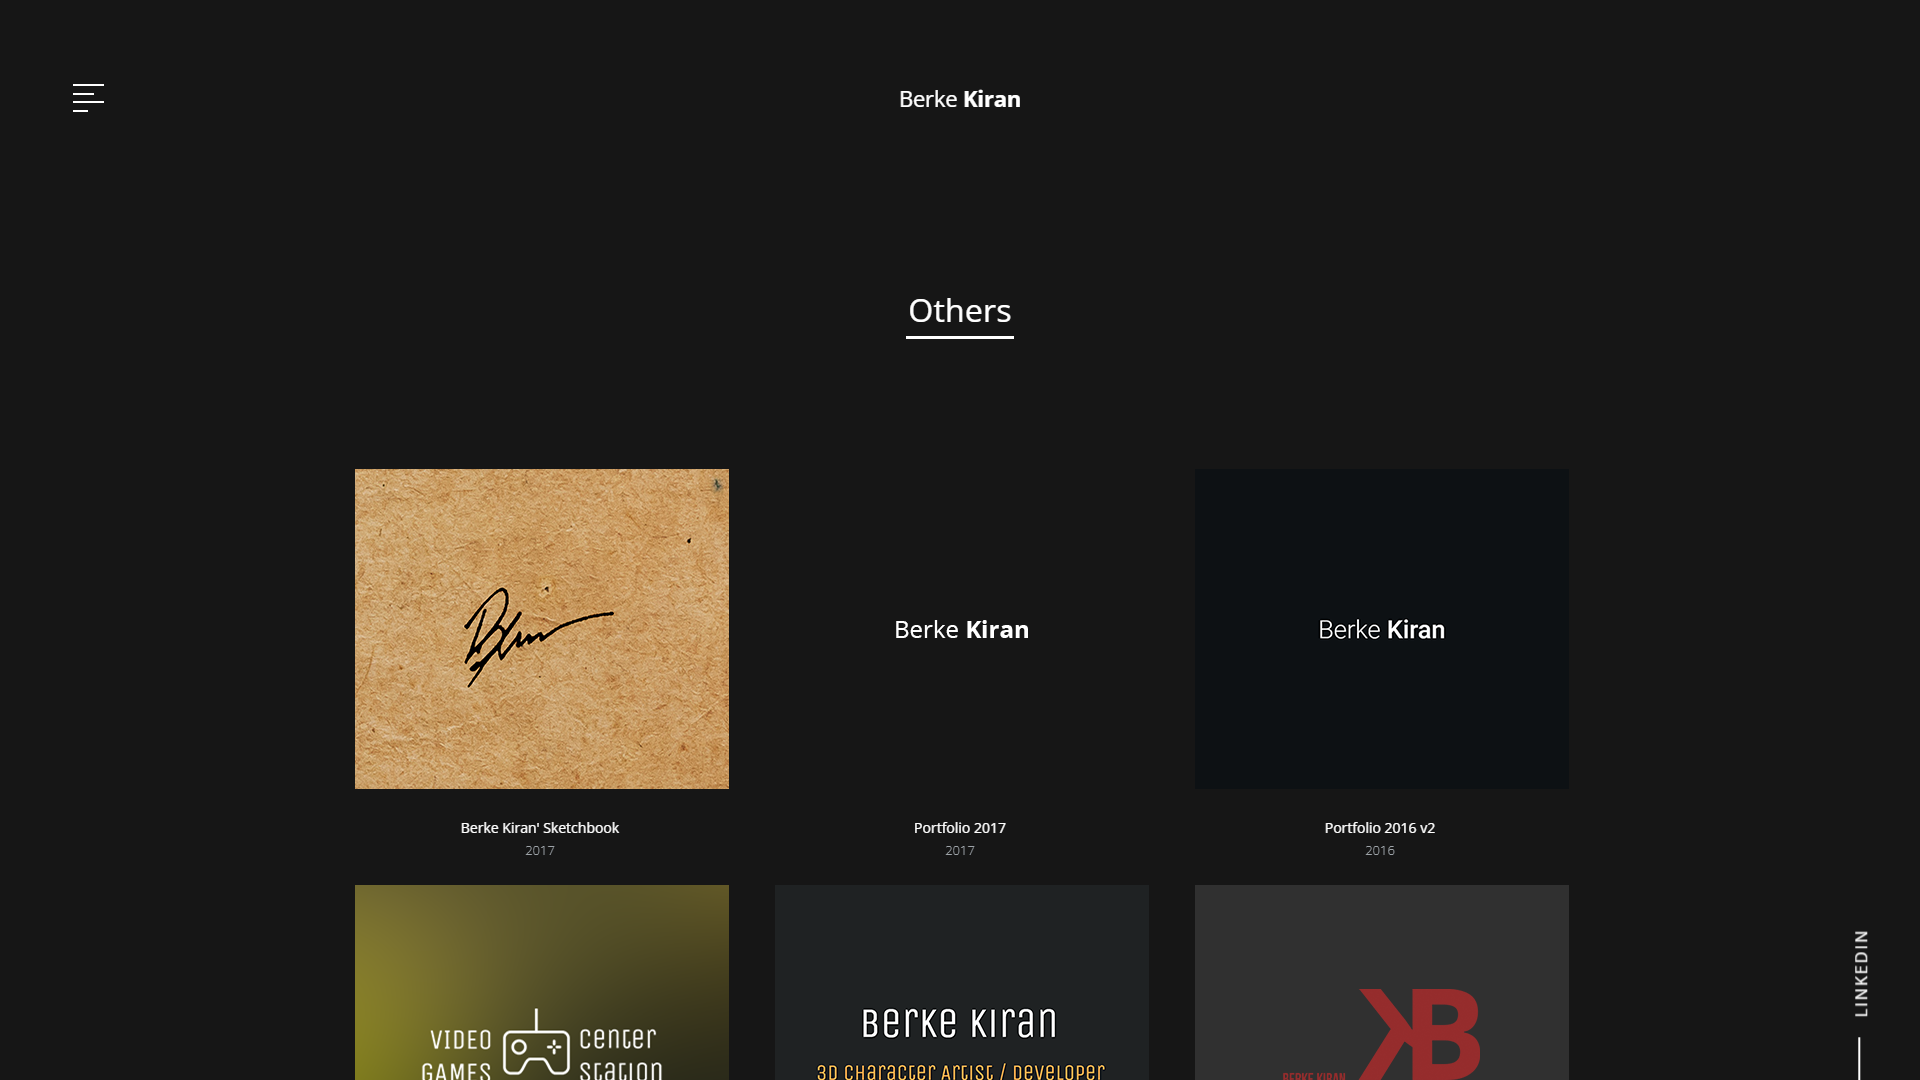 Berke Kiran
Others
Berke Kiran
Berke Kiran
Berke Kiran' Sketchbook
2017
Portfolio 2017
2017
Portfolio 2016 v2
2016
VIDEO GAMES
center station
Berke Kiran
3D Character Artist / Developer
KB
BERKE KIRAN
LINKEDIN